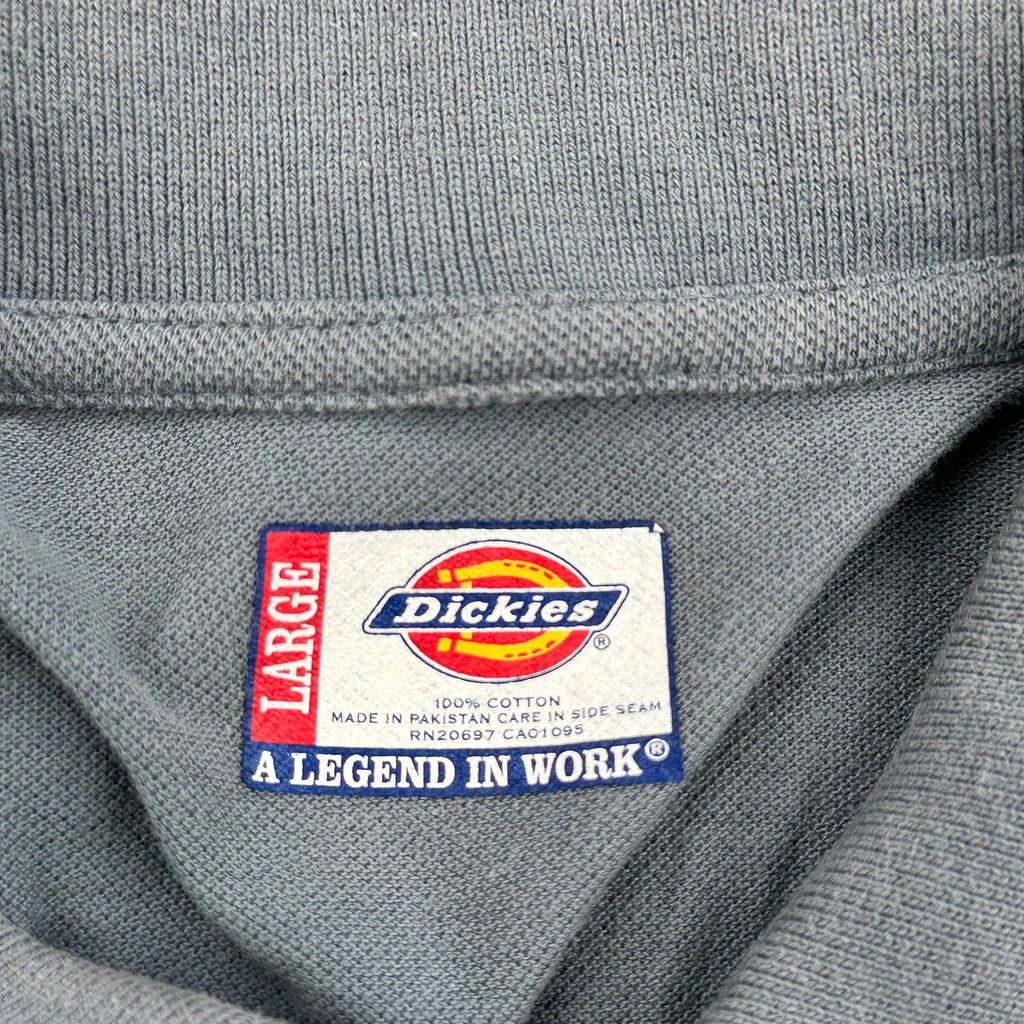 LARGE
Dickies
®
100% COTTON
MADE IN PAKISTAN CARE IN SIDE SEAM
RN20697 CA01095
A LEGEND IN WORK®